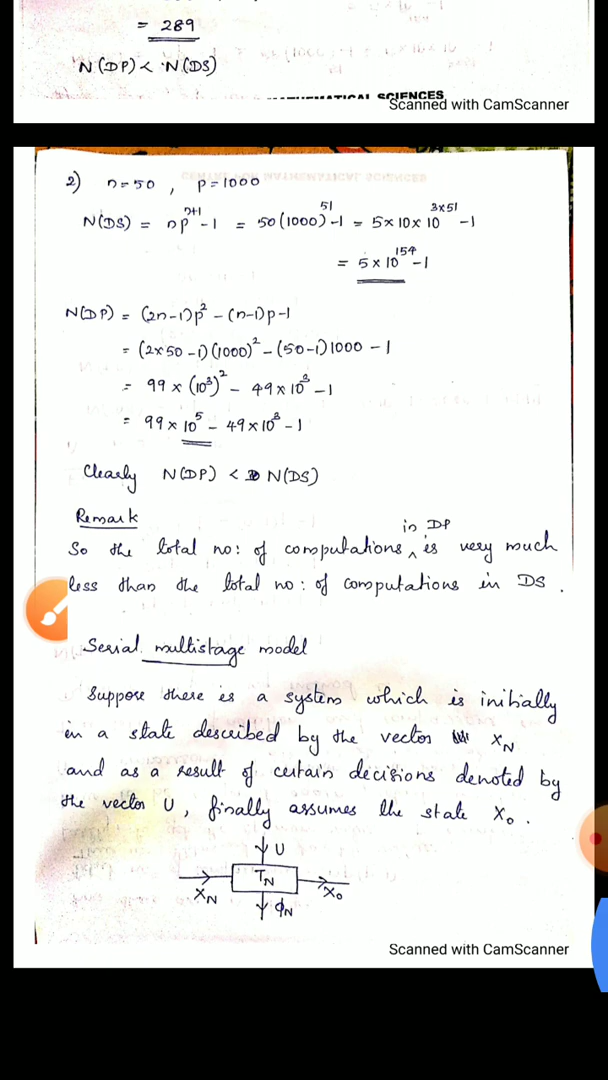 = 289
N(DP) < N(DS)
MATHEMATICAL SCIENCES
Scanned with CamScanner
2) n=50 , p=1000
N(DS) = np^{n+1}-1 = 50(1000)^{51}-1 = 5×10×10^{3×51}-1
= 5×10^{154}-1
N(DP) = (2n-1)p^2-(n-1)p-1
= (2×50-1)(1000)^2-(50-1)1000-1
= 99×(10^3)^2- 49×10^3-1
= 99×10^5- 49×10^3-1
Clearly N(DP) < N(DS)
Remark
So the total no: of computations in DP is very much
less than the total no: of computations in DS .
Serial multistage model
Suppose there is a system which is initially
in a state described by the vector X_N
and as a result of certain decisions denoted by
the vector U, finally assumes the state X_0 .
U
T_N
X_N X_0
ϕ_N
Scanned with CamScanner